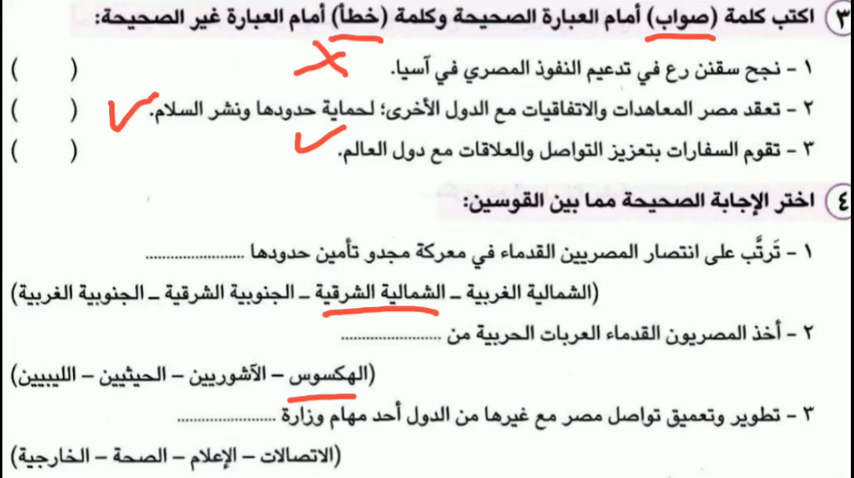 ٣ اكتب كلمة (صواب) أمام العبارة الصحيحة وكلمة (خطأ) أمام العبارة غير الصحيحة:
١ - نجح سقنن رع في تدعيم النفوذ المصري في آسيا. ( )
٢ - تعقد مصر المعاهدات والاتفاقيات مع الدول الأخرى؛ لحماية حدودها ونشر السلام. ( )
٣ - تقوم السفارات بتعزيز التواصل والعلاقات مع دول العالم. ( )
٤ اختر الإجابة الصحيحة مما بين القوسين:
١ - تَرتَّب على انتصار المصريين القدماء في معركة مجدو تأمين حدودها ........................
(الشمالية الغربية – الشمالية الشرقية – الجنوبية الشرقية – الجنوبية الغربية)
٢ - أخذ المصريون القدماء العربات الحربية من ........................
(الهكسوس – الآشوريين – الحيثيين – الليبيين)
٣ - تطوير وتعميق تواصل مصر مع غيرها من الدول أحد مهام وزارة ........................
(الاتصالات – الإعلام – الصحة – الخارجية)